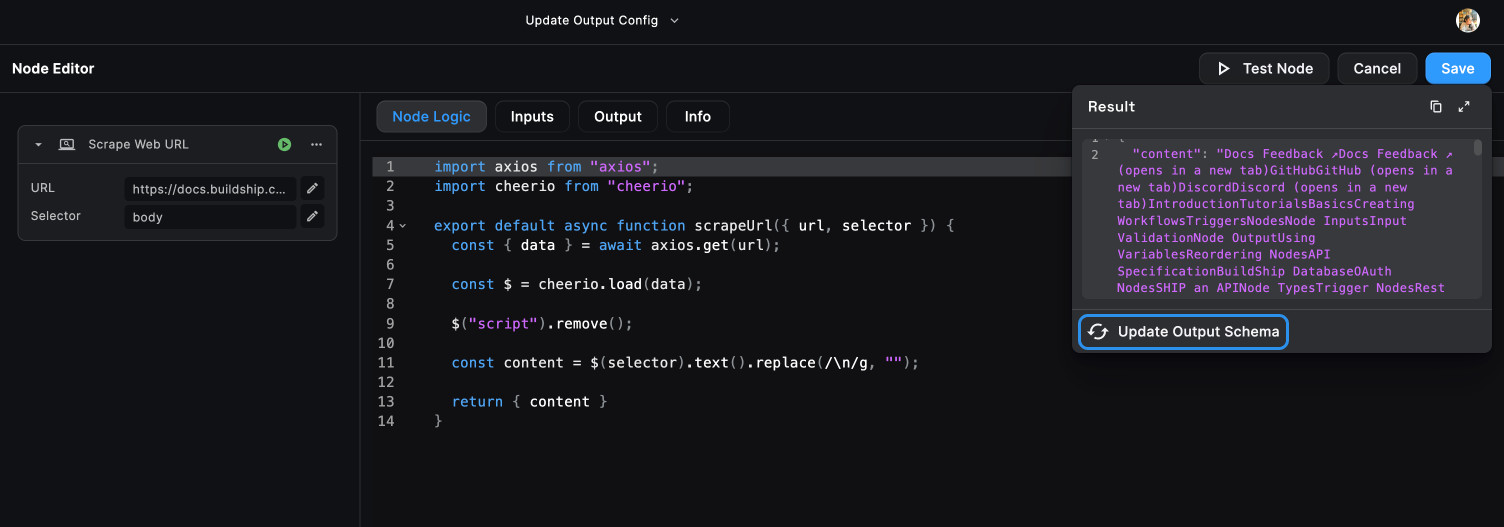 Update Output Config
Node Editor
Test Node
Cancel
Save
Scrape Web URL
URL
https://docs.buildship.c...
Selector
body
Node Logic
Inputs
Output
Info
1 import axios from "axios";
2 import cheerio from "cheerio";
3
4 export default async function scrapeUrl({ url, selector }) {
5 const { data } = await axios.get(url);
6
7 const $ = cheerio.load(data);
8
9 $("script").remove();
10
11 const content = $(selector).text().replace(/\n/g, "");
12
13 return { content }
14 }
Result
1 {
2 "content": "Docs Feedback ↗Docs Feedback ↗
(opens in a new tab)GitHubGitHub (opens in a
new tab)DiscordDiscord (opens in a new
tab)IntroductionTutorialsBasicsCreating
WorkflowsTriggersNodesNode InputsInput
ValidationNode OutputUsing
VariablesReordering NodesAPI
SpecificationBuildShip DatabaseOAuth
NodesSHIP an APINode TypesTrigger NodesRest
Update Output Schema